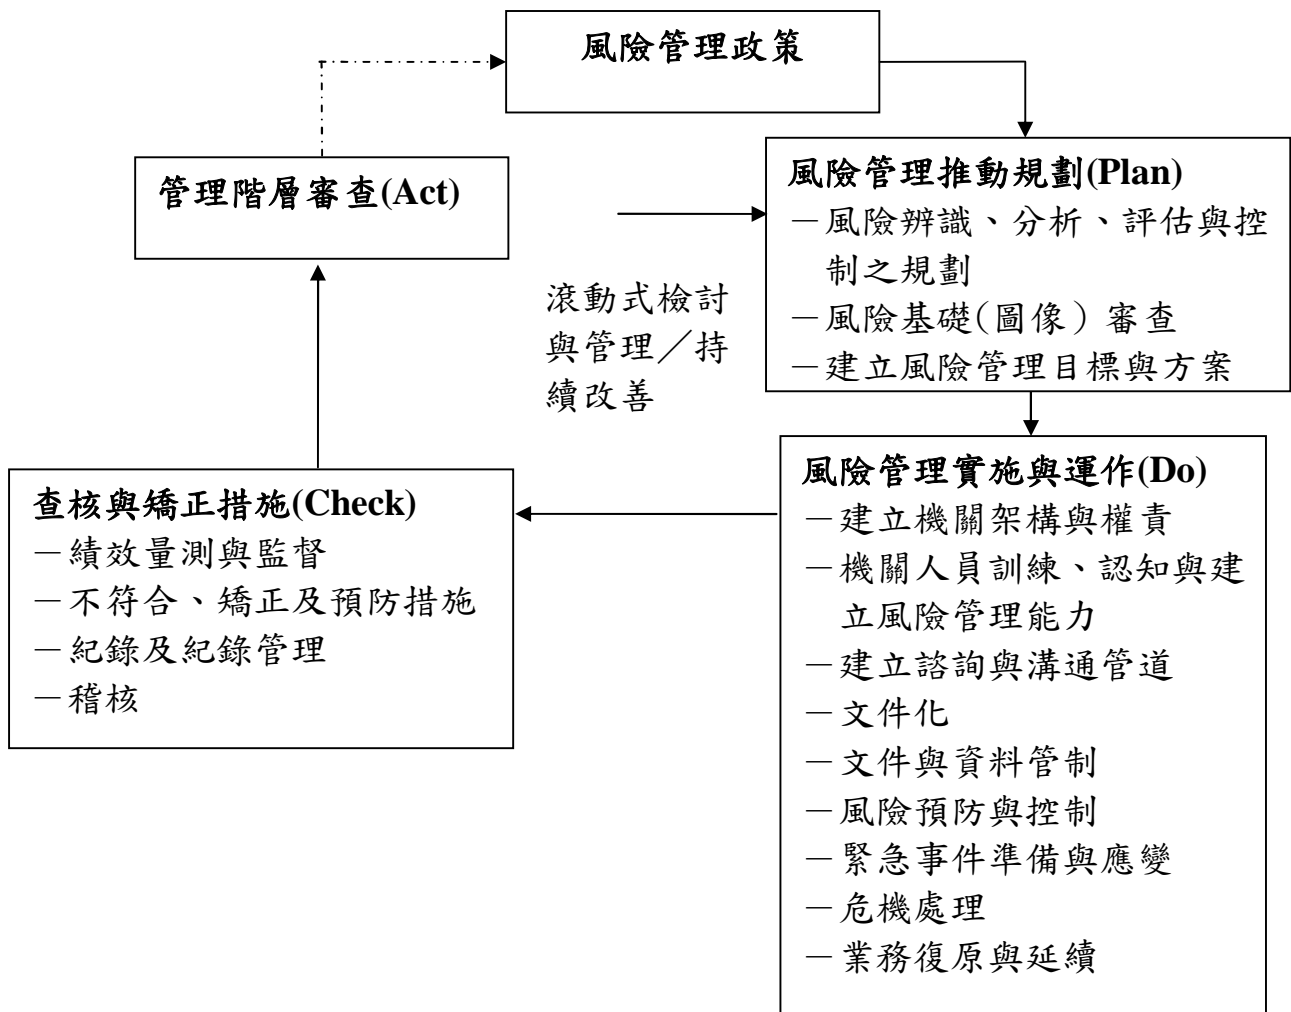 風險管理政策
管理階層審查(Act)
風險管理推動規劃(Plan)
－風險辨識、分析、評估與控
制之規劃
－風險基礎(圖像）審查
－建立風險管理目標與方案
滾動式檢討
與管理／持
續改善
風險管理實施與運作(Do)
－建立機關架構與權責
－機關人員訓練、認知與建
立風險管理能力
－建立諮詢與溝通管道
－文件化
－文件與資料管制
－風險預防與控制
－緊急事件準備與應變
－危機處理
－業務復原與延續
查核與矯正措施(Check)
－績效量測與監督
－不符合、矯正及預防措施
－紀錄及紀錄管理
－稽核